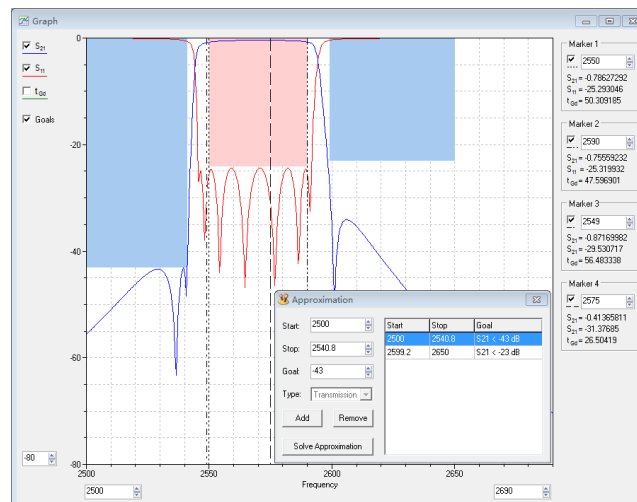 Graph
S21
S11
tGd
Goals
0
-20
-40
-60
-80
-80
2500
2550
2600
2650
Frequency
2500
2690
Marker 1
2550
S21 = -0.78627292
S11 = -25.293046
tGd = 50.309185
Marker 2
2590
S21 = -0.75559232
S11 = -25.319932
tGd = 47.596901
Marker 3
2549
S21 = -0.87169982
S11 = -29.530717
tGd = 56.483338
Marker 4
2575
S21 = -0.41365811
S11 = -31.37685
tGd = 26.50419
Approximation
Start: 2500
Stop: 2540.8
Goal: -43
Type: Transmission
Add Remove
Solve Approximation
Start Stop Goal
2500 2540.8 S21 < -43 dB
2599.2 2650 S21 < -23 dB